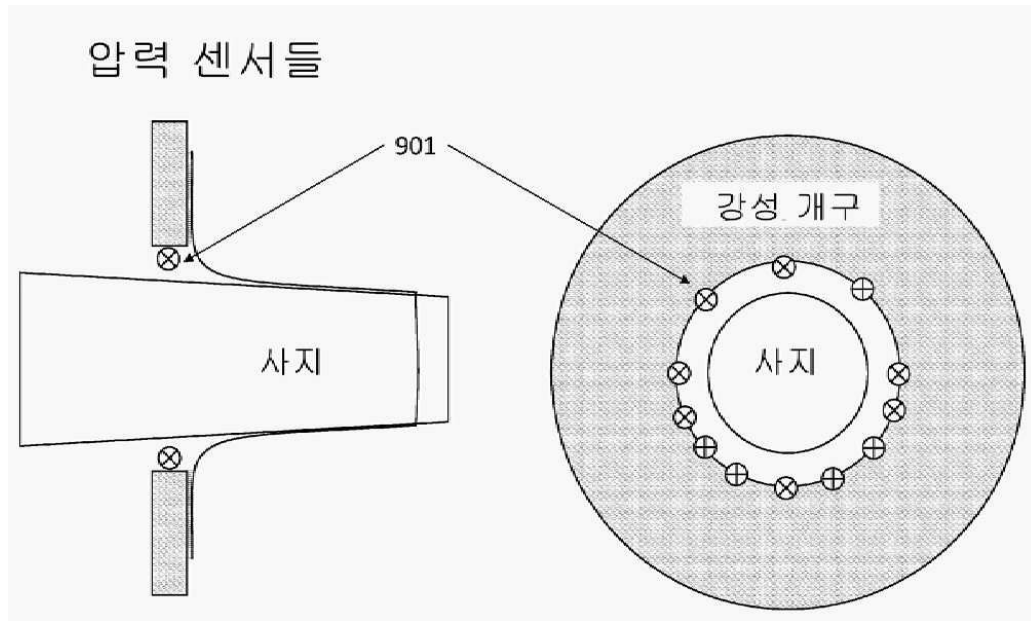 압력 센서들
901
강성 개구
사지
사지